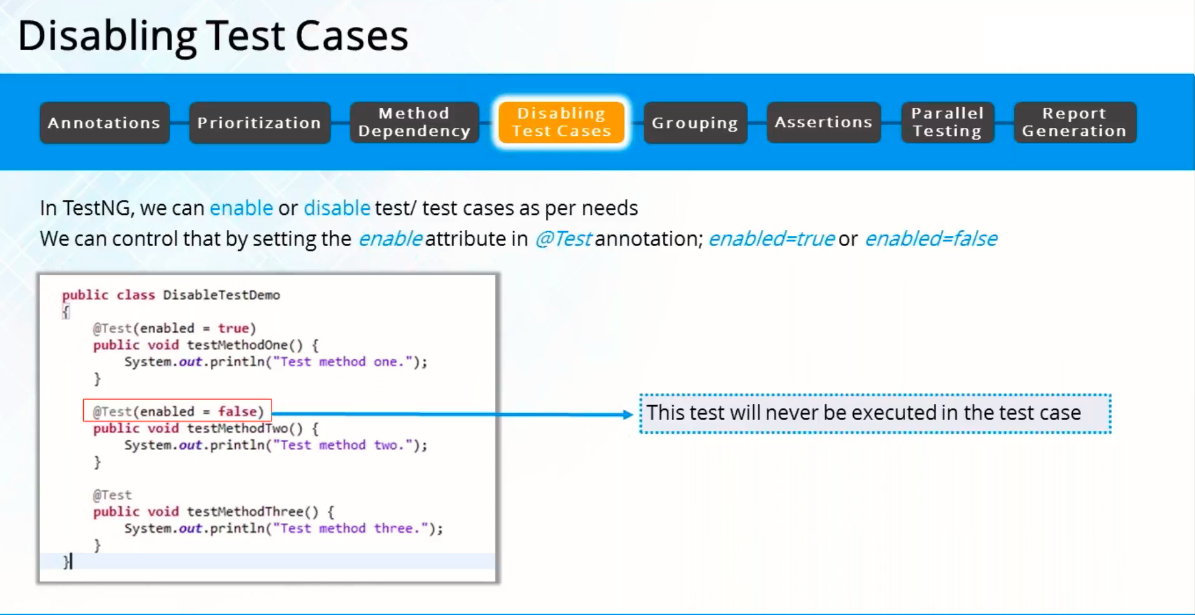 Disabling Test Cases
Annotations
Prioritization
Method
Dependency
Disabling
Test Cases
Grouping
Assertions
Parallel
Testing
Report
Generation
In TestNG, we can enable or disable test/ test cases as per needs
We can control that by setting the enable attribute in @Test annotation; enabled=true or enabled=false
public class DisableTestDemo
{
@Test(enabled = true)
public void testMethodOne() {
System.out.println("Test method one.");
}
@Test(enabled = false)
public void testMethodTwo() {
System.out.println("Test method two.");
}
@Test
public void testMethodThree() {
System.out.println("Test method three.");
}
}
This test will never be executed in the test case